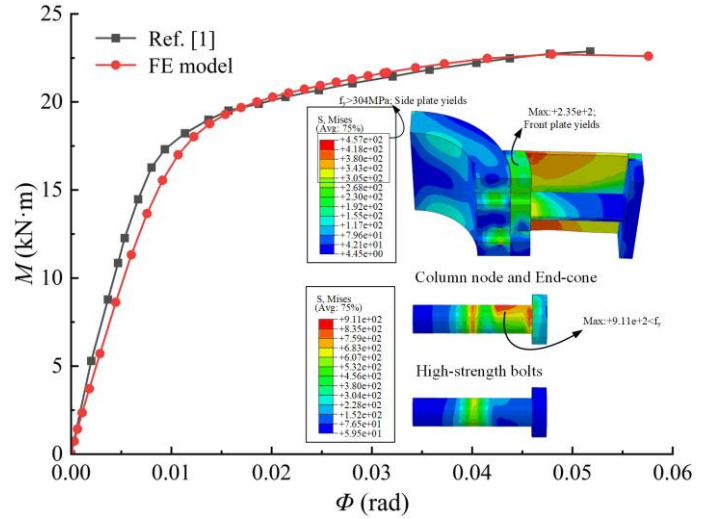 25
20
15
10
5
0
M (kN·m)
0.00
0.01
0.02
0.03
0.04
0.05
0.06
Φ (rad)
Ref. [1]
FE model
fy>304MPa; Side plate yields
Max:+2.35e+2;
Front plate yields
S, Mises
(Avg: 75%)
+4.57e+02
+4.18e+02
+3.80e+02
+3.43e+02
+3.05e+02
+2.68e+02
+2.30e+02
+1.92e+02
+1.55e+02
+1.17e+02
+7.96e+01
+4.21e+01
+4.45e+00
Column node and End-cone
S, Mises
(Avg: 75%)
+9.11e+02
+8.35e+02
+7.59e+02
+6.83e+02
+6.07e+02
+5.32e+02
+4.56e+02
+3.80e+02
+3.04e+02
+2.28e+02
+1.52e+02
+7.65e+01
+5.95e+01
Max:+9.11e+2<fy
High-strength bolts